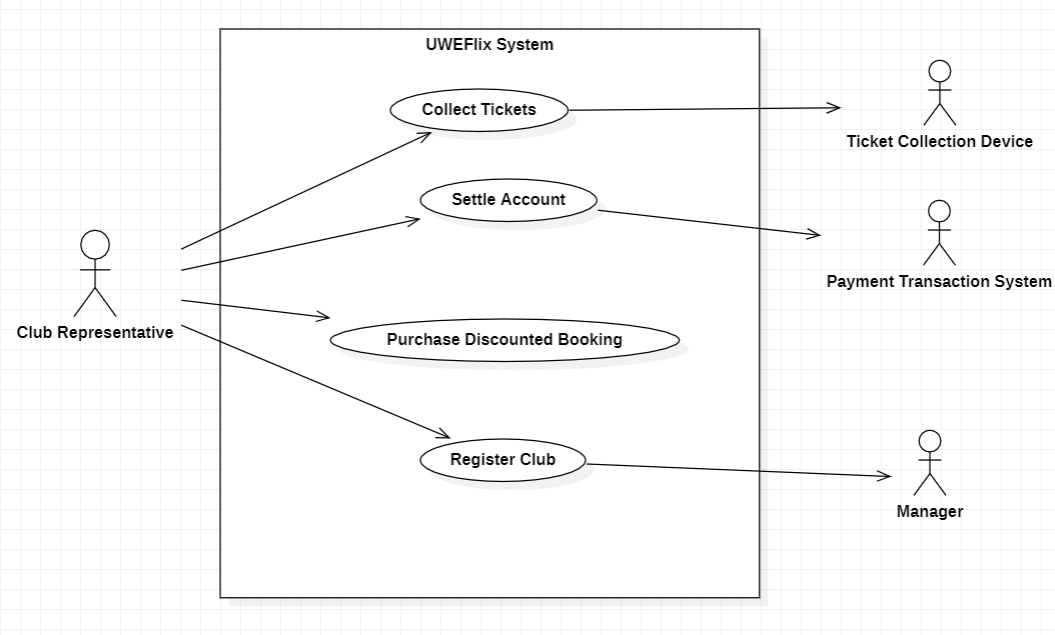 UWEFlix System
Collect Tickets
Ticket Collection Device
Settle Account
Payment Transaction System
Club Representative
Purchase Discounted Booking
Register Club
Manager